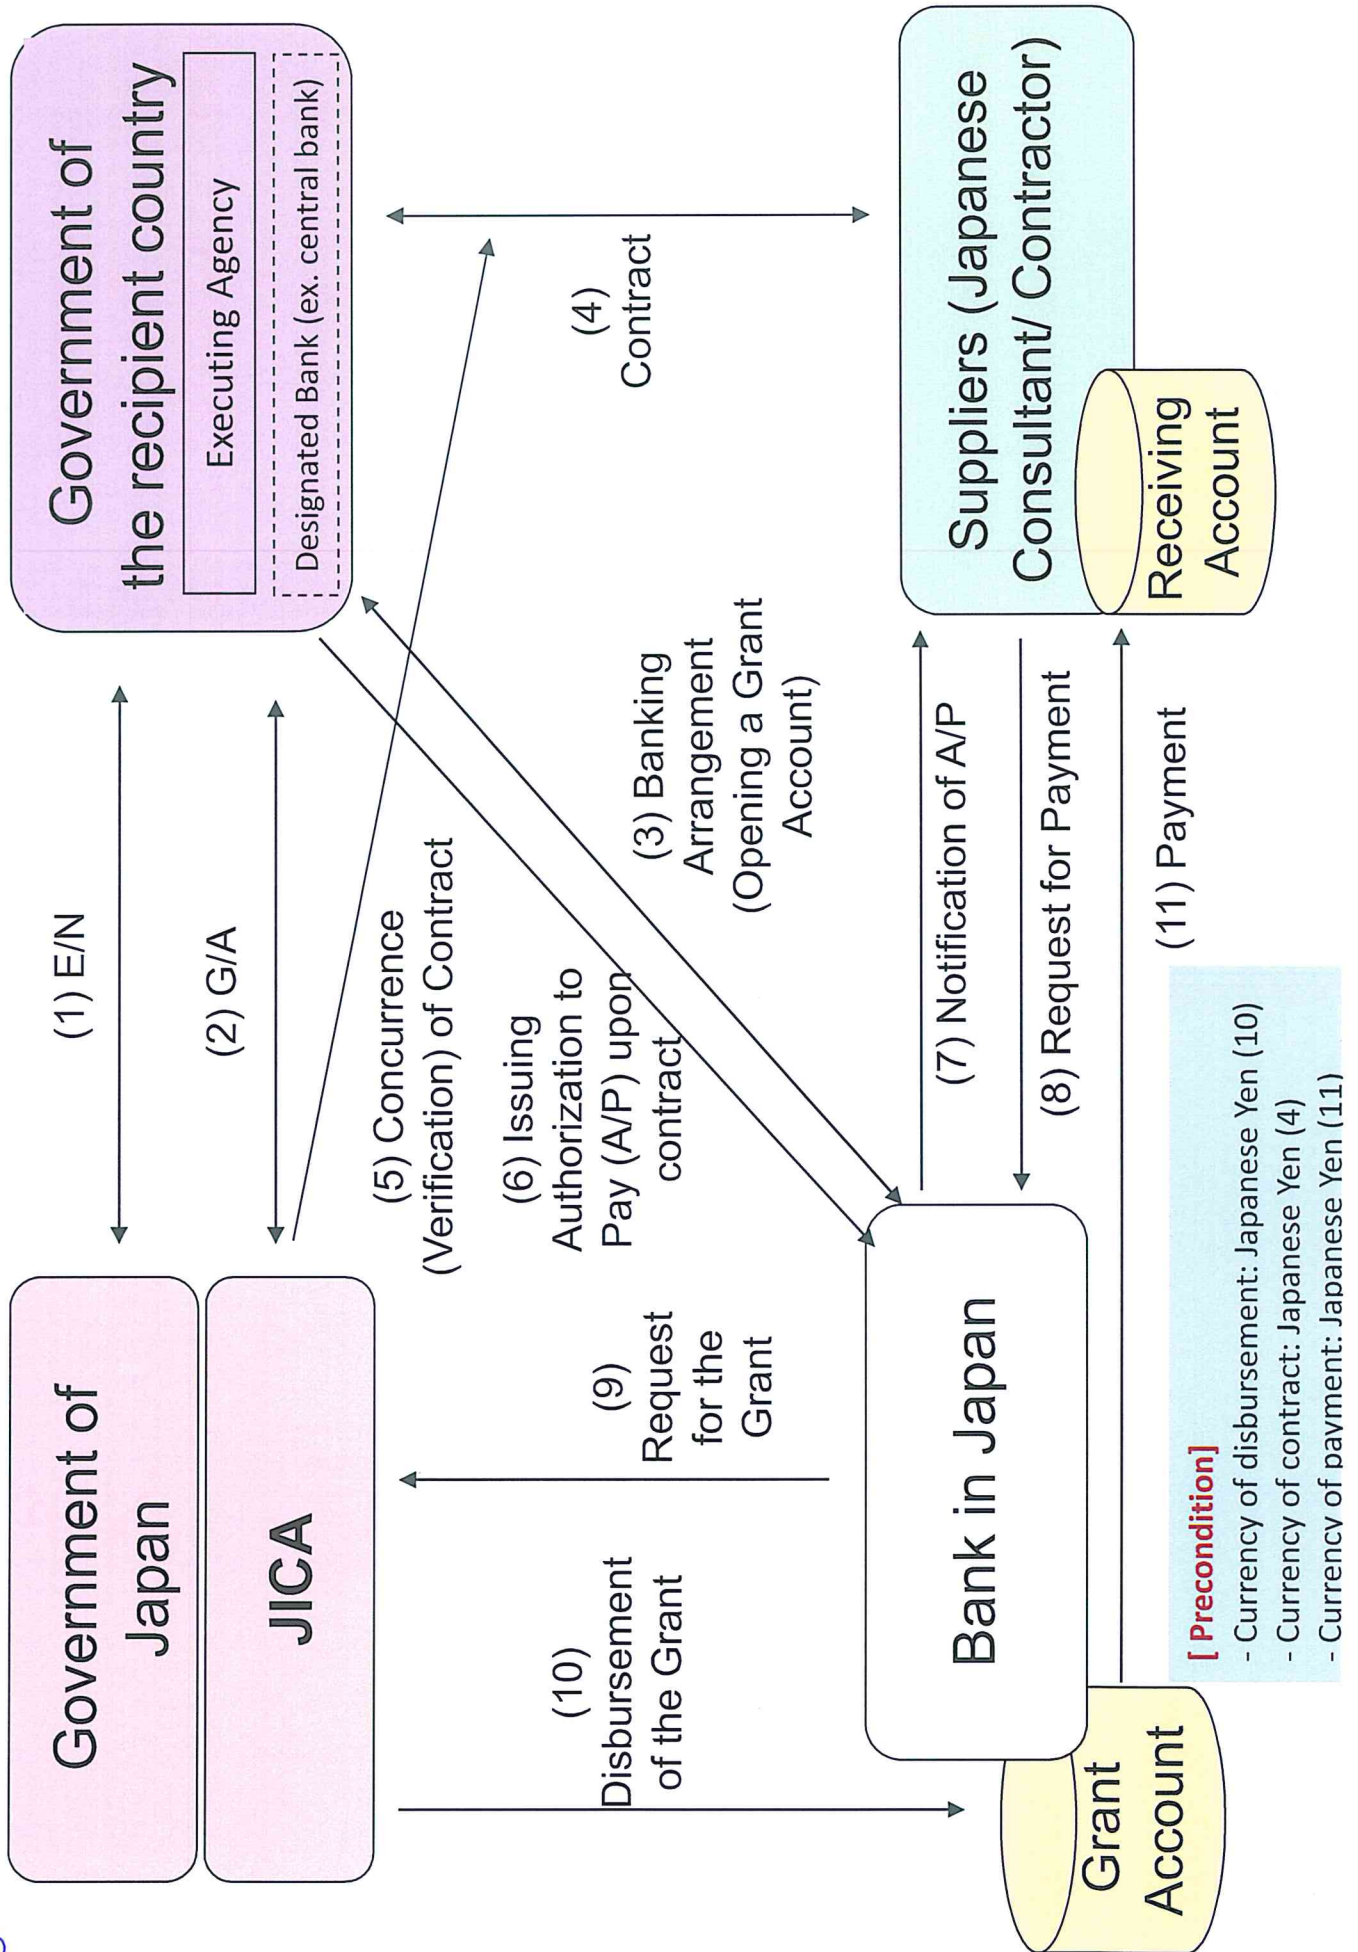 Government of
Japan
JICA
(1) E/N
(2) G/A
Government of
the recipient country
Executing Agency
Designated Bank (ex. central bank)
(5) Concurrence
(Verification) of Contract
(6) Issuing
Authorization to
Pay (A/P) upon
contract
(4)
Contract
(9)
Request
for the
Grant
(10)
Disbursement
of the Grant
(3) Banking
Arrangement
(Opening a Grant
Account)
Bank in Japan
Grant
Account
(7) Notification of A/P
(8) Request for Payment
(11) Payment
Suppliers (Japanese
Consultant/ Contractor)
Receiving
Account
[ Precondition]
- Currency of disbursement: Japanese Yen (10)
- Currency of contract: Japanese Yen (4)
- Currency of payment: Japanese Yen (11)